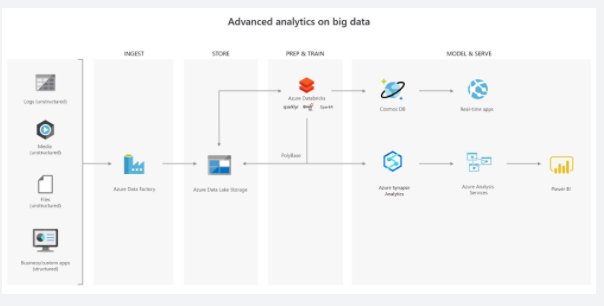 Advanced analytics on big data
INGEST
STORE
PREP & TRAIN
MODEL & SERVE
Logs (unstructured)
Media
(unstructured)
Files
(unstructured)
Business/custom apps
(structured)
Azure Data Factory
Azure Data Lake Storage
Azure Databricks
sparklyr
SparkR
PolyBase
Cosmos DB
Real-time apps
Azure Synapse
Analytics
Azure Analysis
Services
Power BI